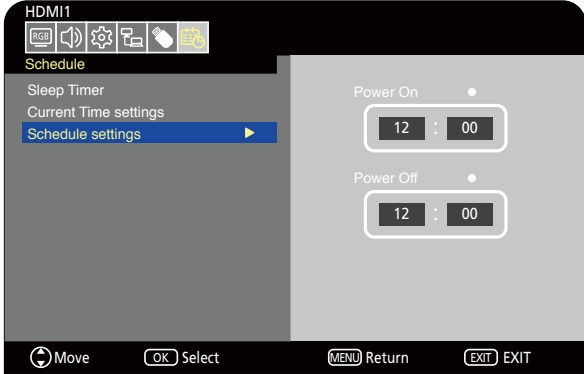 HDMI1
RGB
Schedule
Sleep Timer
Current Time settings
Schedule settings
Power On
12 : 00
Power Off
12 : 00
Move OK Select MENU Return EXIT EXIT